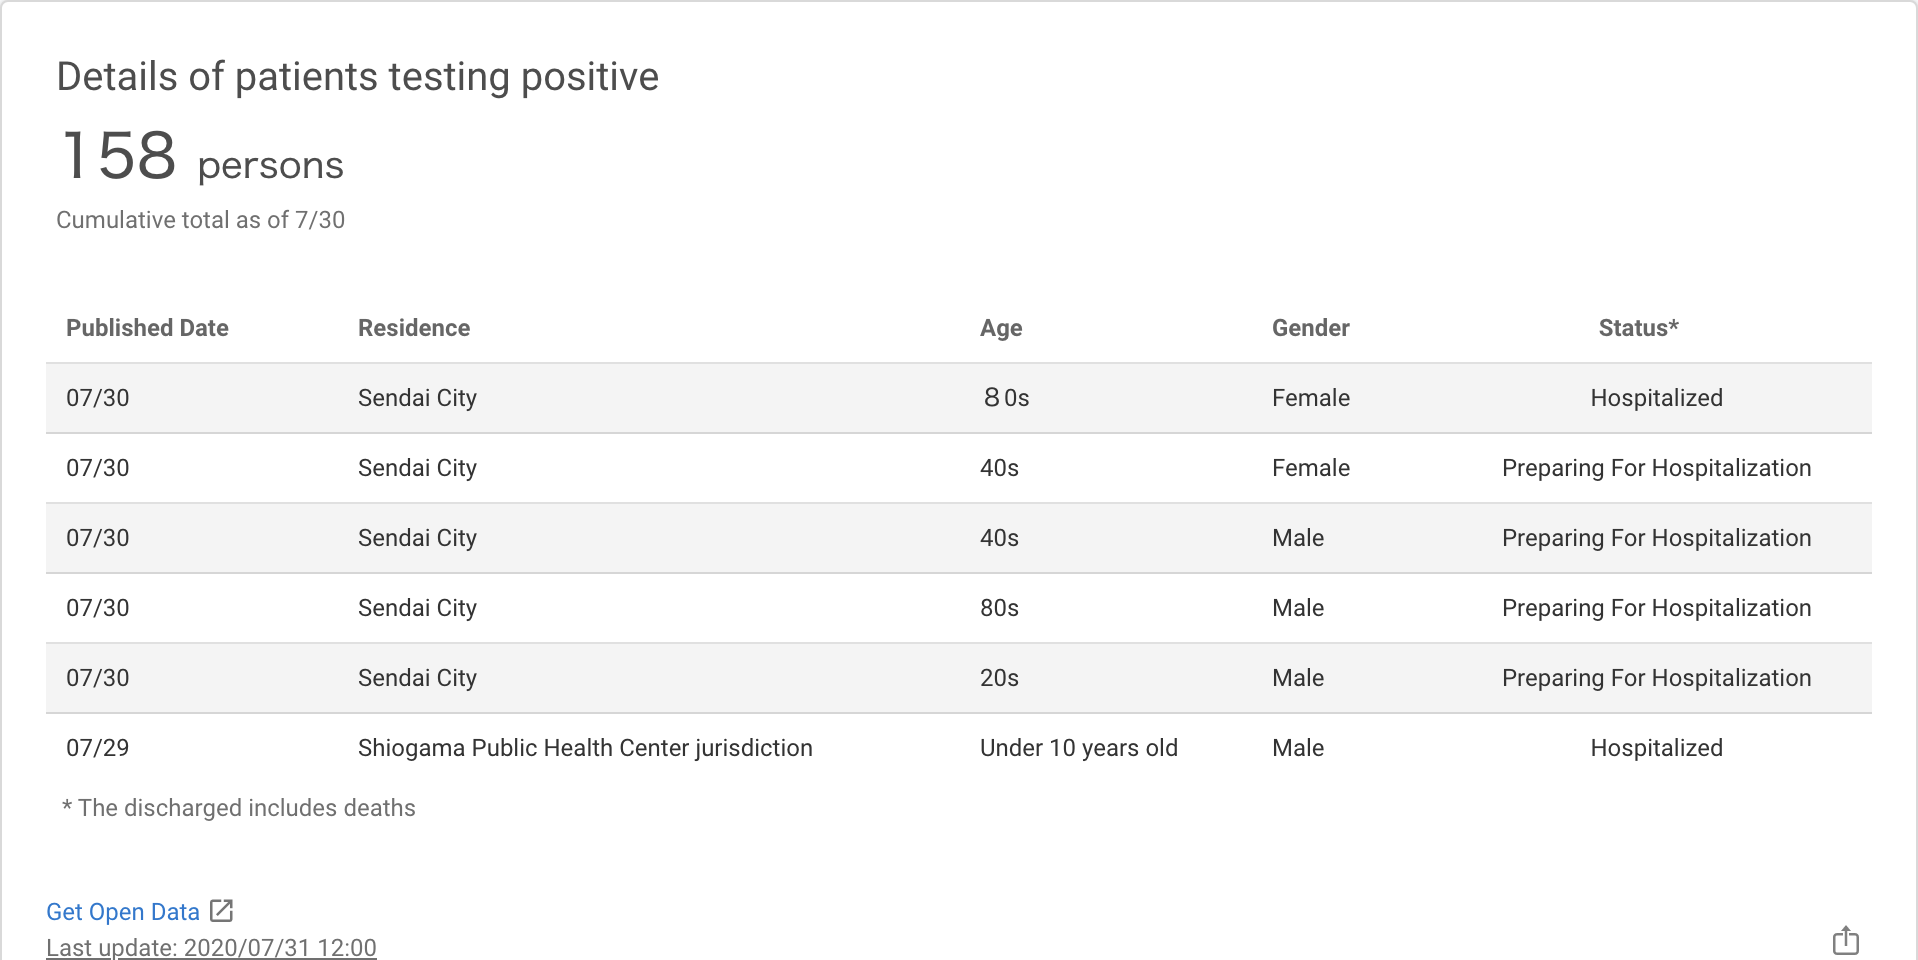 Details of patients testing positive
158 persons
Cumulative total as of 7/30
Published Date Residence Age Gender Status*
07/30 Sendai City ８0s Female Hospitalized
07/30 Sendai City 40s Female Preparing For Hospitalization
07/30 Sendai City 40s Male Preparing For Hospitalization
07/30 Sendai City 80s Male Preparing For Hospitalization
07/30 Sendai City 20s Male Preparing For Hospitalization
07/29 Shiogama Public Health Center jurisdiction Under 10 years old Male Hospitalized
* The discharged includes deaths
Get Open Data
Last update: 2020/07/31 12:00